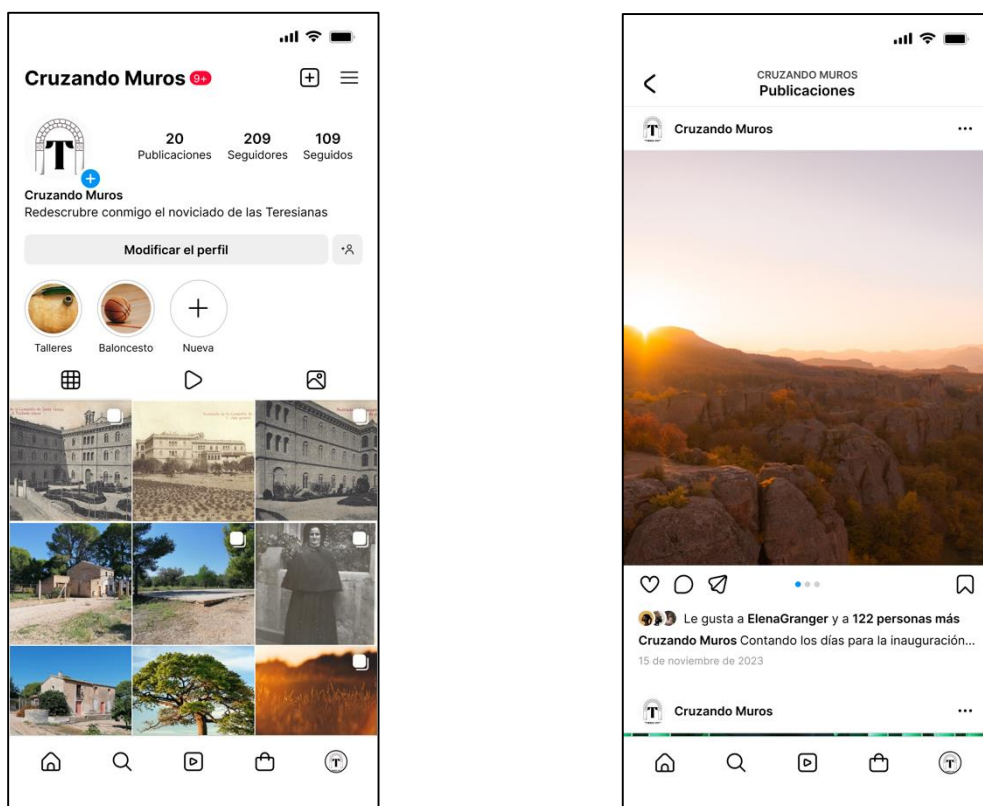 Cruzando Muros 9+
20 209 109
Publicaciones Seguidores Seguidos
Cruzando Muros
Redescrubre conmigo el noviciado de las Teresianas
Modificar el perfil
Talleres Baloncesto Nueva
CRUZANDO MUROS
Publicaciones
T Cruzando Muros
Le gusta a ElenaGranger y a 122 personas más
Cruzando Muros Contando los días para la inauguración...
15 de noviembre de 2023
T Cruzando Muros